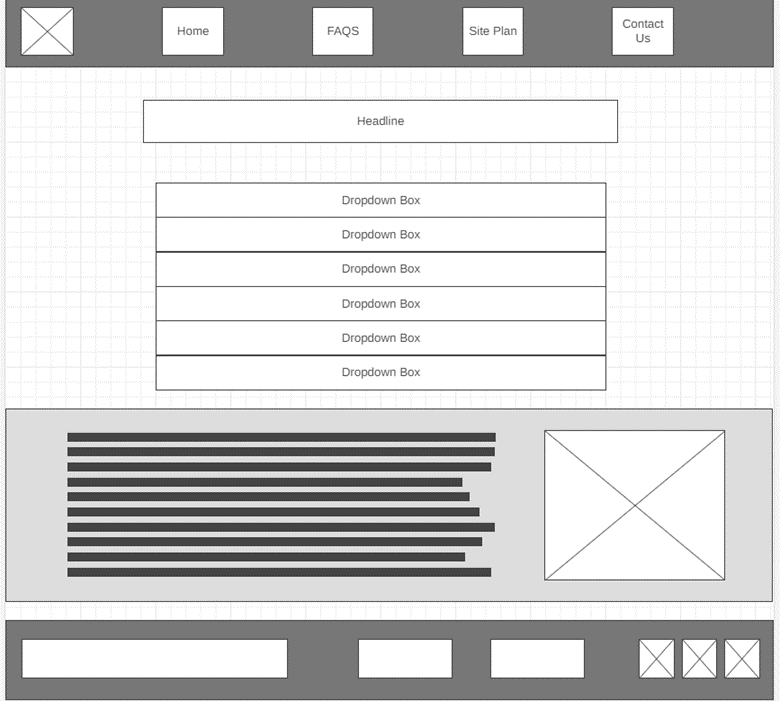 Home
FAQS
Site Plan
Contact
Us
Headline
Dropdown Box
Dropdown Box
Dropdown Box
Dropdown Box
Dropdown Box
Dropdown Box